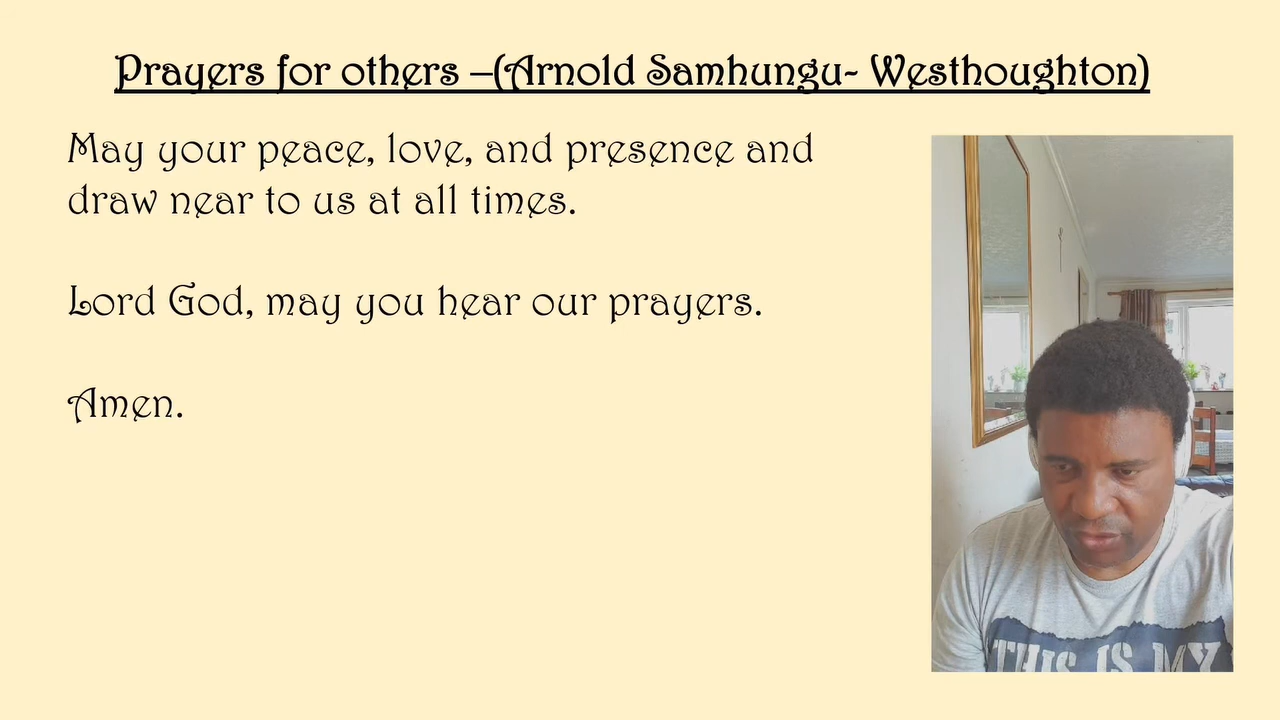 Prayers for others –(Arnold Samhungu- Westhoughton)
May your peace, love, and presence and
draw near to us at all times.
Lord God, may you hear our prayers.
Amen.
THIS IS MY